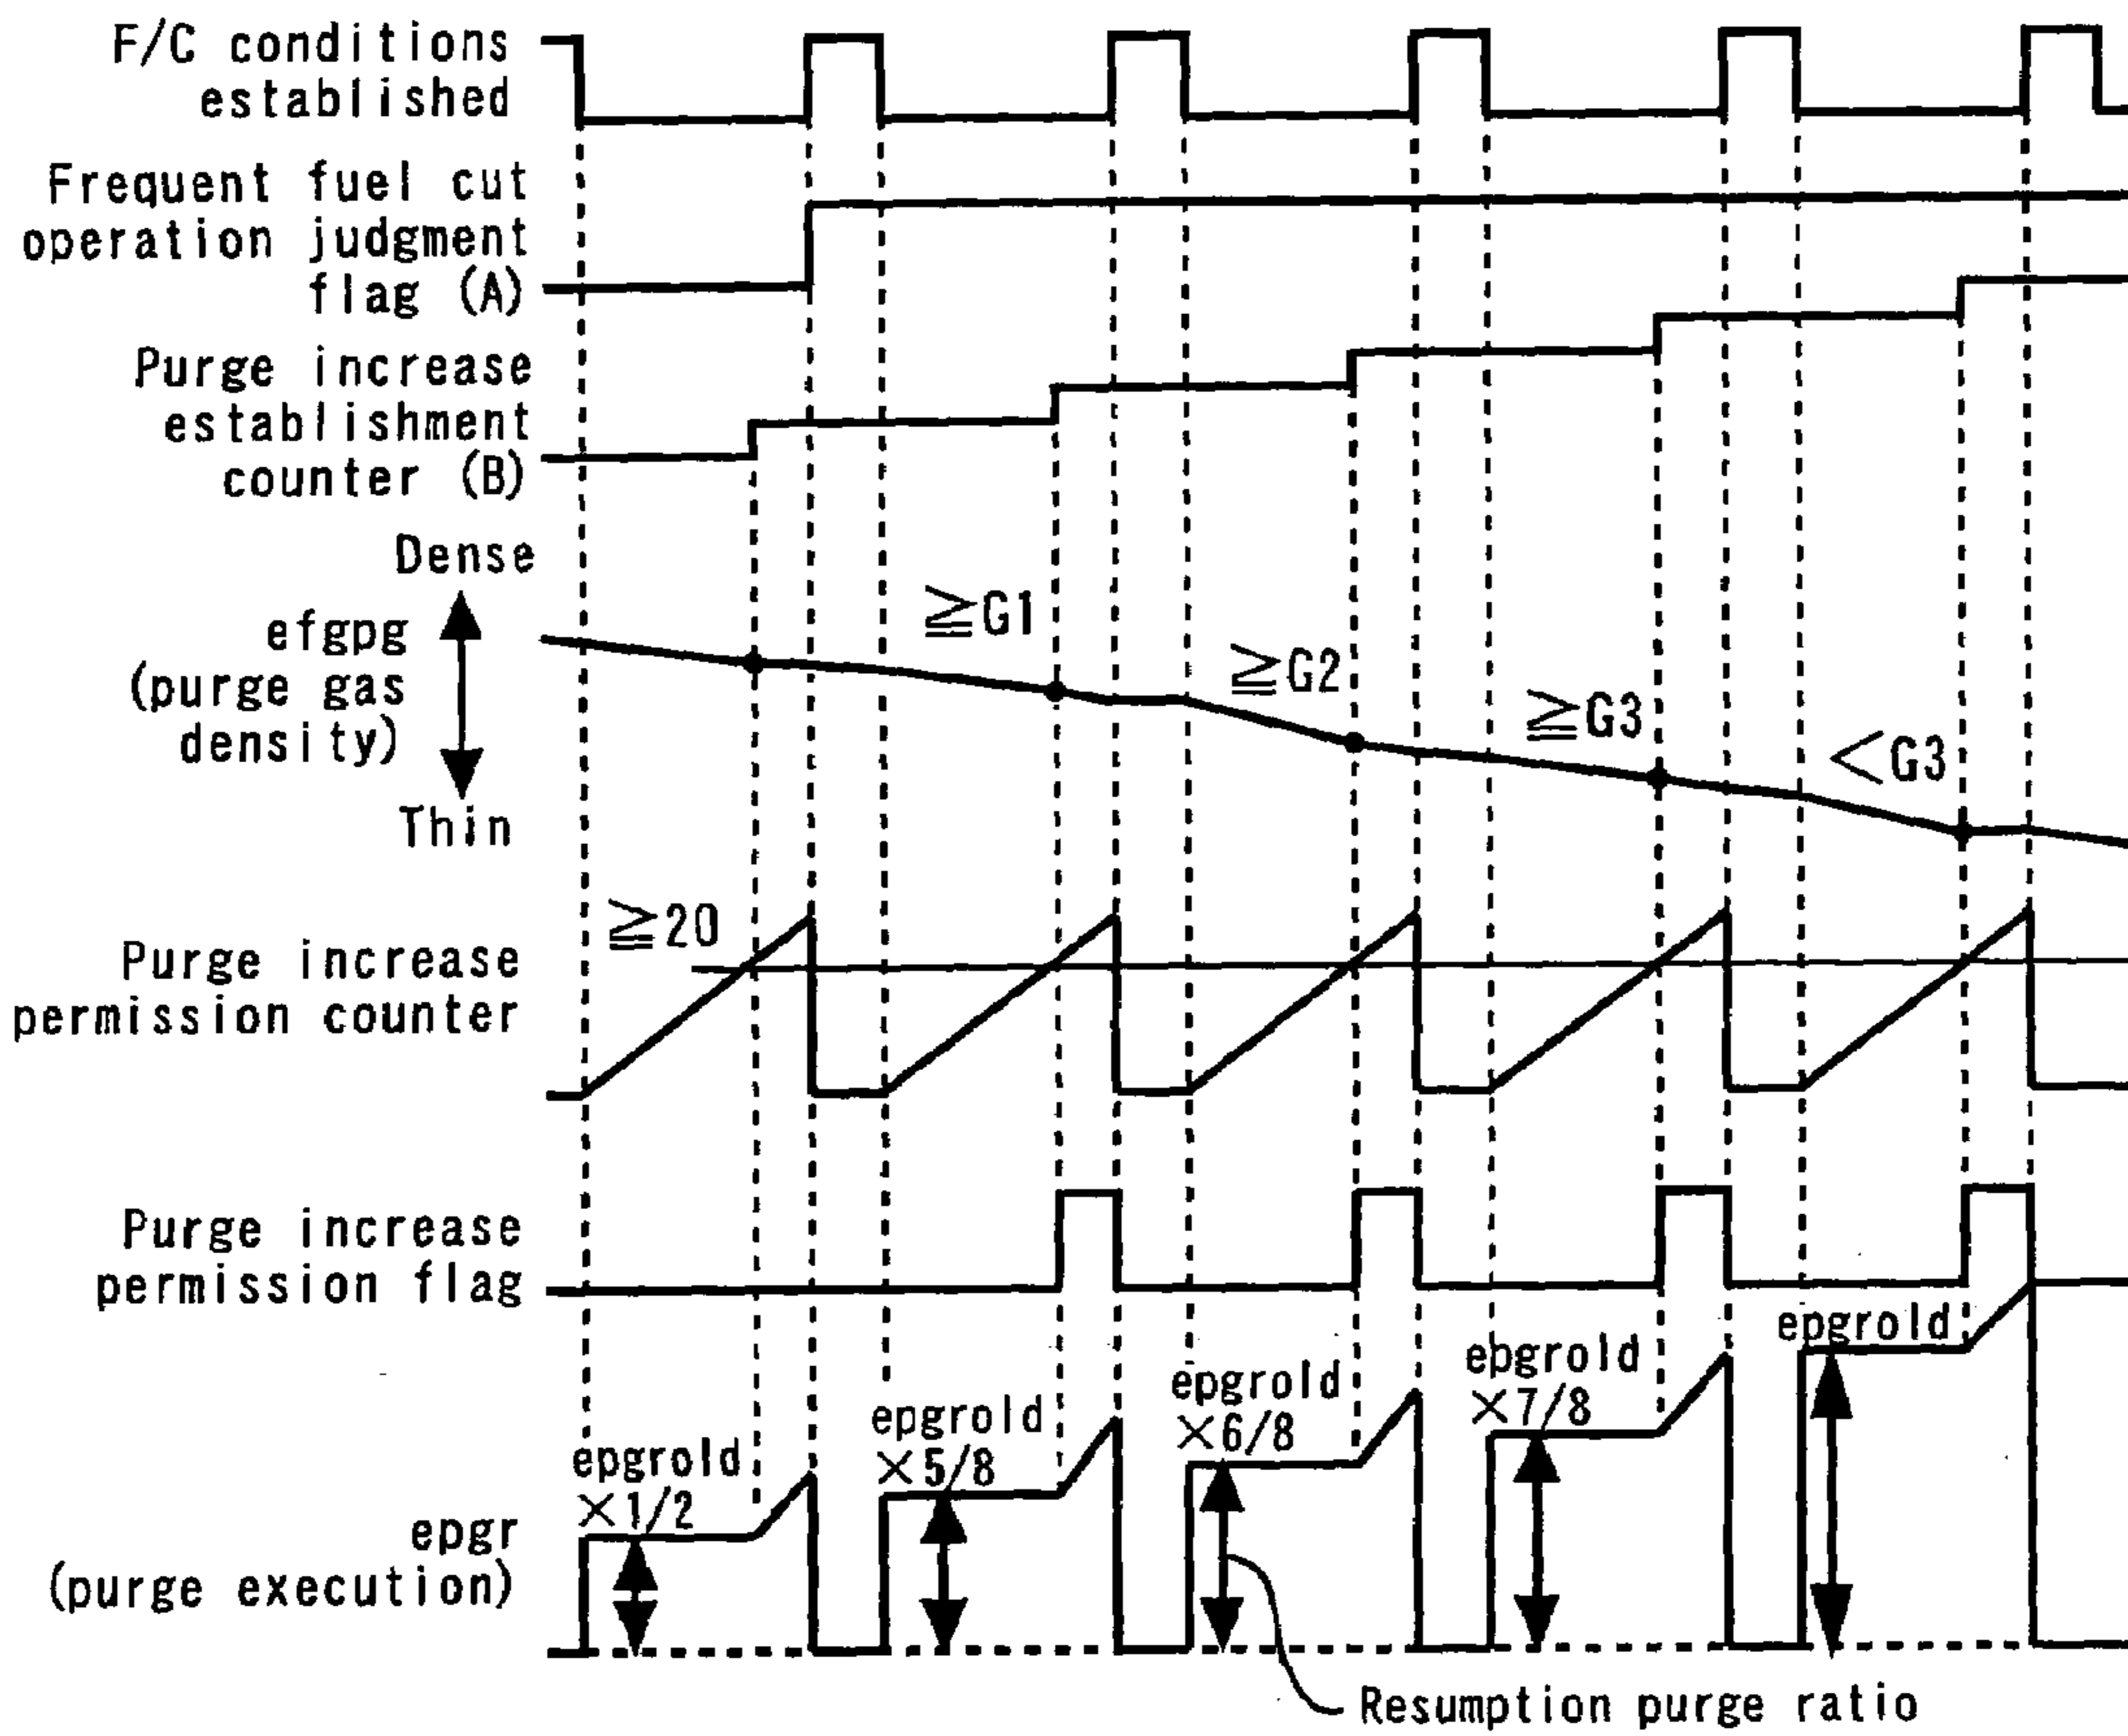 F/C conditions
established
Frequent fuel cut
operation judgment
flag (A)
Purge increase
establishment
counter (B)
Dense
efgpg
(purge gas
density)
Thin
≧G1
≧G2
≧G3
<G3
≧20
Purge increase
permission counter
Purge increase
permission flag
epgrold
×1/2
epgrold
×5/8
epgrold
×6/8
epgrold
×7/8
epgrold
epgr
(purge execution)
Resumption purge ratio